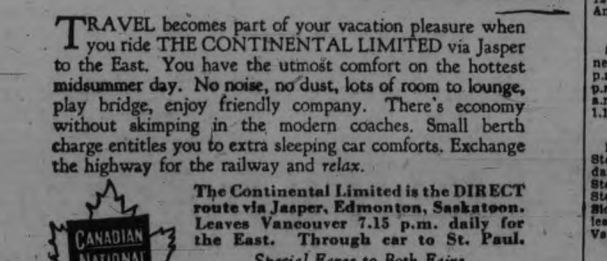 TRAVEL becomes part of your vacation pleasure when
you ride THE CONTINENTAL LIMITED via Jasper
to the East. You have the utmost comfort on the hottest
midsummer day. No noise, no dust, lots of room to lounge,
play bridge, enjoy friendly company. There's economy
without skimping in the modern coaches. Small berth
charge entitles you to extra sleeping car comforts. Exchange
the highway for the railway and relax.
The Continental Limited is the DIRECT
route via Jasper, Edmonton, Saskatoon.
Leaves Vancouver 7.15 p.m. daily for
the East. Through car to St. Paul.
CANADIAN
NATIONAL